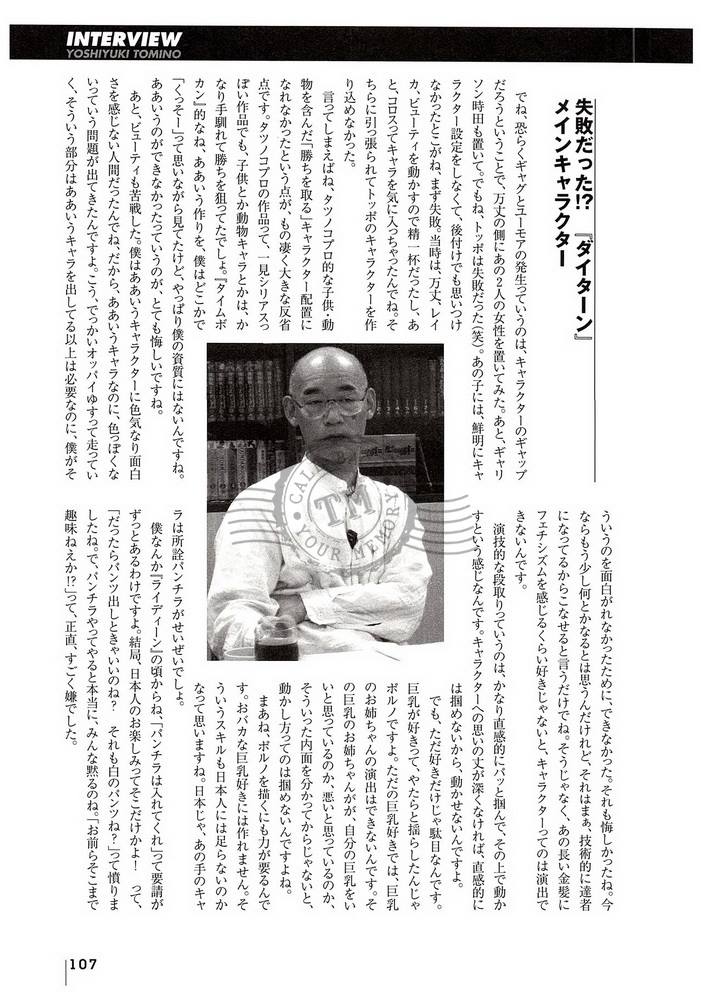 INTERVIEW
YOSHIYUKI TOMINO
失敗だった!? 『ダイターン』
メインキャラクター
でね、恐らくギャグとユーモアの発生っていうのは、キャラクターのギャップ
だろうということで、万丈の側にあの2人の女性を置いてみた。あと、ギャリ
ソン時田も置いて。でもね、トッポは失敗だった(笑)。あの子には、鮮明にキャ
ラクター設定をしなくて、後付けでも思いつけ
なかったとこがね、まず失敗。当時は、万丈、レイ
カ、ビューティを動かすので精一杯だったし、あ
と、コロスってキャラを気に入っちゃったんでね。そ
ちらに引っ張られてトッポのキャラクターを作
り込めなかった。
言ってしまえばね、タツノコプロ的な子供・動
物を含んだ「勝ちを取る」キャラクター配置に
なれなかったという点が、もの凄く大きな反省
点です。タツノコプロの作品って、一見シリアスっ
ぽい作品でも、子供とか動物キャラとかは、か
なり手馴れて勝ちを狙ってたでしょ。『タイムボ
カン』的なね、ああいう作りを、僕はどこかで
「くっそー」って思いながら見てたけど、やっぱり僕の資質にはないんですね。
ああいうのができなかったっていうのが、とても悔しいですね。
あと、ビューティも苦戦した。僕はああいうキャラクターに色気なり面白
さを感じない人間だったんでね、だから、ああいうキャラなのに、色っぽくな
いっていう問題が出てきたんですよ。こう、でっかいオッパイゆすって走ってい
く、そういう部分はああいうキャラを出してる以上は必要なのに、僕がそ
ういうのを面白がれなかったために、できなかった。それも悔しかったね。今
ならもう少し何とかなるとは思うんだけれど、それはまぁ、技術的に達者
になってるからこなせると言うだけでね。そうじゃなく、あの長い金髪に
フェチシズムを感じるくらい好きじゃないと、キャラクターってのは演出で
きないんです。
演技的な段取りっていうのは、かなり直感的にパッと掴んで、その上で動か
すという感じなんです。キャラクターへの思いの丈が深くなければ、直感的に
は掴めないから、動かせないんですよ。
でも、ただ好きだけじゃ駄目なんです。
巨乳が好きって、やたらと揺らしたんじゃ
ポルノですよ。ただの巨乳好きでは、巨乳
のお姉ちゃんの演出はできないんです。そ
の巨乳のお姉ちゃんが、自分の巨乳をい
いと思っているのか、悪いと思っているのか、
そういった内面を分かってからじゃないと、
動かし方ってのは掴めないんですよね。
まあね、ポルノを描くにも力が要るんで
す。おバカな巨乳好きには作れません。そ
ういうスキルも日本人には足らないのか
なって思いますね。日本じゃ、あの手のキャ
ラは所詮パンチラがせいぜいでしょ。
僕なんか『ライディーン』の頃からね、「パンチラは入れてくれ」って要請が
ずっとあるわけですよ。結局、日本人のお楽しみってそこだけかよ! って、
「だったらパンツ出しときゃいいのね? それも白のパンツね?」って憤りま
したね。で、パンチラやってやると本当に、みんな黙るのね。「お前らそこまで
趣味ねえか!?」って、正直、すごく嫌でした。
CALL
TM
YOUR MEMORY
107